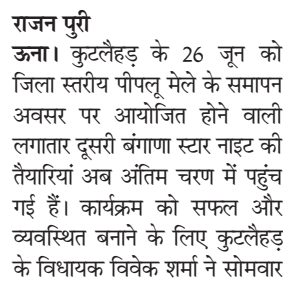 राजन पुरी
ऊना। कुटलैहड़ के 26 जून को
जिला स्तरीय पीपलू मेले के समापन
अवसर पर आयोजित होने वाली
लगातार दूसरी बंगाणा स्टार नाइट की
तैयारियां अब अंतिम चरण में पहुंच
गई हैं। कार्यक्रम को सफल और
व्यवस्थित बनाने के लिए कुटलैहड़
के विधायक विवेक शर्मा ने सोमवार